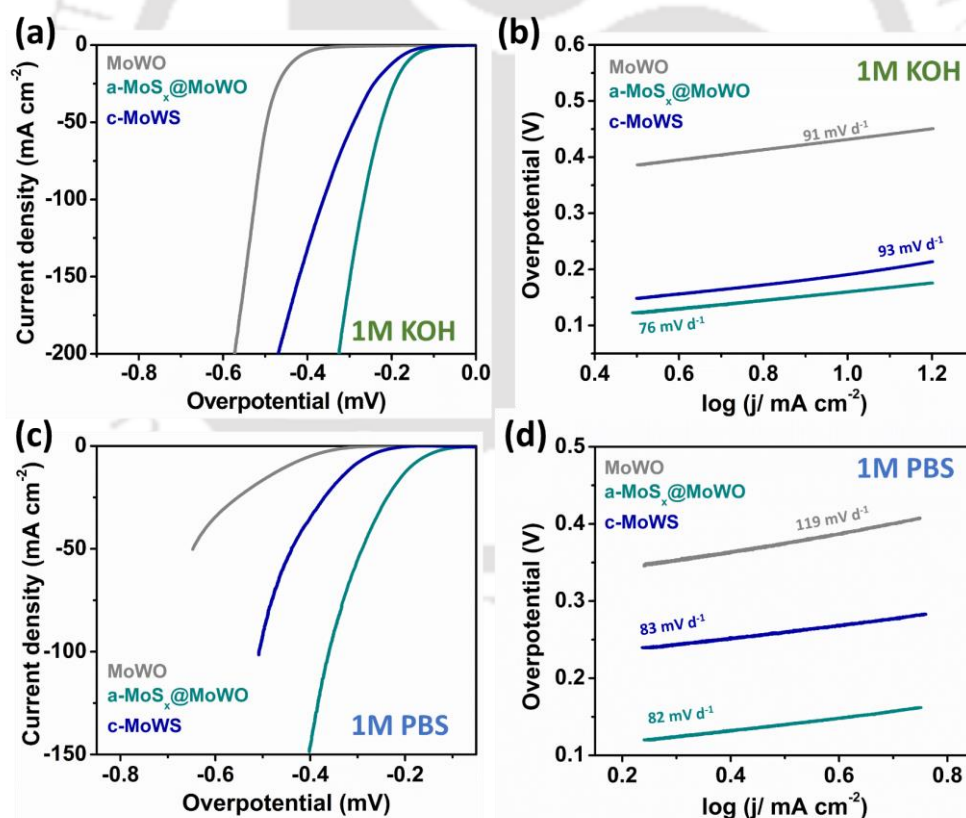 (a)
0
-50
-100
-150
-200
Current density (mA cm⁻²)
MoWO
a-MoSₓ@MoWO
c-MoWS
1M KOH
-0.8 -0.6 -0.4 -0.2 0.0
Overpotential (mV)
(b)
0.6
0.5
0.4
0.3
0.2
0.1
Overpotential (V)
MoWO
a-MoSₓ@MoWO
c-MoWS
1M KOH
91 mV d⁻¹
93 mV d⁻¹
76 mV d⁻¹
0.4 0.6 0.8 1.0 1.2
log (j/ mA cm⁻²)
(c)
0
-50
-100
-150
Current density (mA cm⁻²)
MoWO
a-MoSₓ@MoWO
c-MoWS
1M PBS
-0.8 -0.6 -0.4 -0.2
Overpotential (mV)
(d)
0.5
0.4
0.3
0.2
0.1
Overpotential (V)
MoWO
a-MoSₓ@MoWO
c-MoWS
1M PBS
119 mV d⁻¹
83 mV d⁻¹
82 mV d⁻¹
0.2 0.4 0.6 0.8
log (j/ mA cm⁻²)